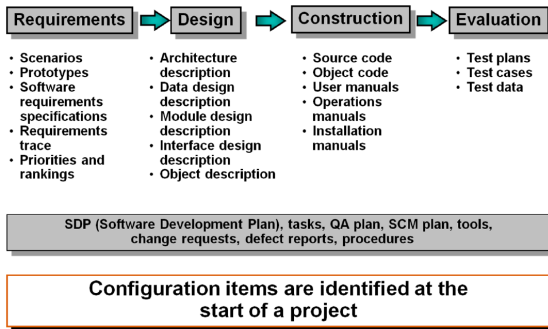 Requirements
Design
Construction
Evaluation
• Scenarios
• Prototypes
• Software
requirements
specifications
• Requirements
trace
• Priorities and
rankings
• Architecture
description
• Data design
description
• Module design
description
• Interface design
description
• Object description
• Source code
• Object code
• User manuals
• Operations
manuals
• Installation
manuals
• Test plans
• Test cases
• Test data
SDP (Software Development Plan), tasks, QA plan, SCM plan, tools,
change requests, defect reports, procedures
Configuration items are identified at the
start of a project